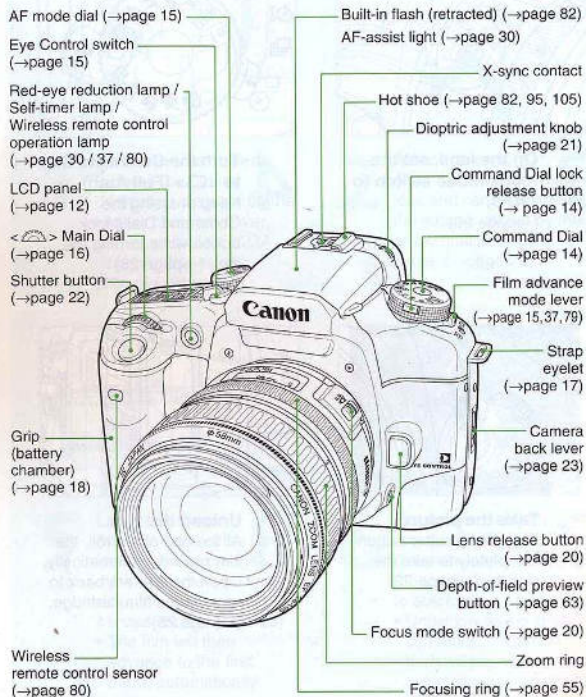 AF mode dial (→page 15)
Eye Control switch
(→page 15)
Red-eye reduction lamp /
Self-timer lamp /
Wireless remote control
operation lamp
(→page 30 / 37 / 80)
LCD panel
(→page 12)
< > Main Dial
(→page 16)
Shutter button
(→page 22)
Grip
(battery
chamber)
(→page 18)
Wireless
remote control sensor
(→page 80)
Built-in flash (retracted) (→page 82)
AF-assist light (→page 30)
X-sync contact
Hot shoe (→page 82, 95, 105)
Dioptric adjustment knob
(→page 21)
Command Dial lock
release button
(→ page 14)
Command Dial
(→page 14)
Film advance
mode lever
(→page 15,37,79)
Strap
eyelet
(→page 17)
Camera
back lever
(→page 23)
Lens release button
(→page 20)
Depth-of-field preview
button (→page 63)
Focus mode switch (→page 20)
Zoom ring
Focusing ring (→page 55)
Canon
EYE CONTROL
ø58mm
CANON ZOOM LENS